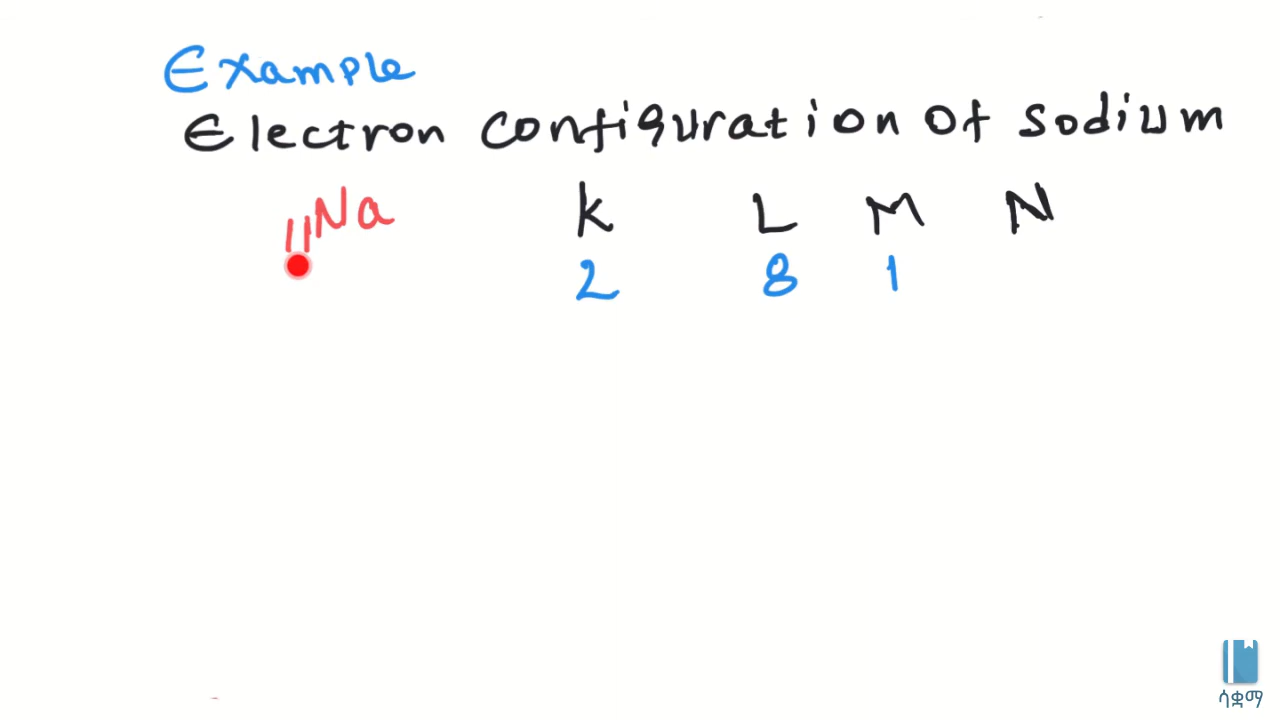 Example
Electron configuration of sodium
11Na K L M N
2 8 1
ሳቋማ